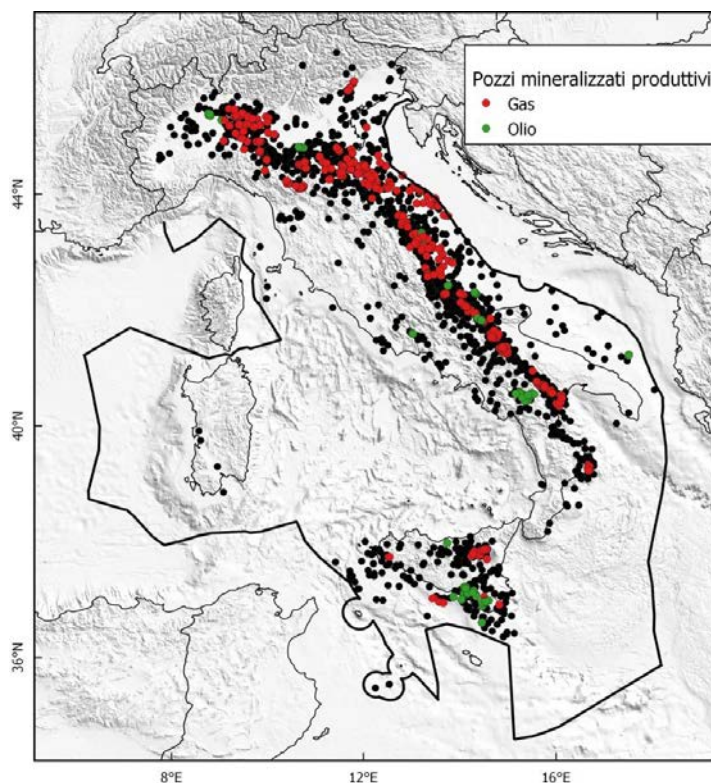 Pozzi mineralizzati produttivi
Gas
Olio
44°N
40°N
36°N
8°E
12°E
16°E